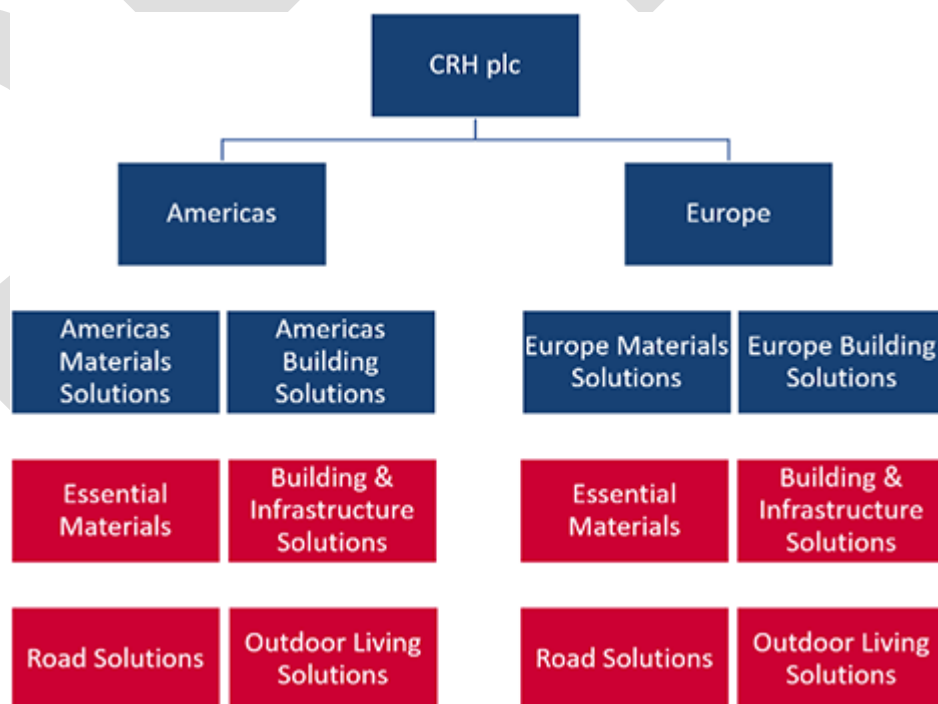 CRH plc
Americas
Europe
Americas
Materials
Solutions
Americas
Building
Solutions
Europe Materials
Solutions
Europe Building
Solutions
Essential
Materials
Building &
Infrastructure
Solutions
Essential
Materials
Building &
Infrastructure
Solutions
Road Solutions
Outdoor Living
Solutions
Road Solutions
Outdoor Living
Solutions